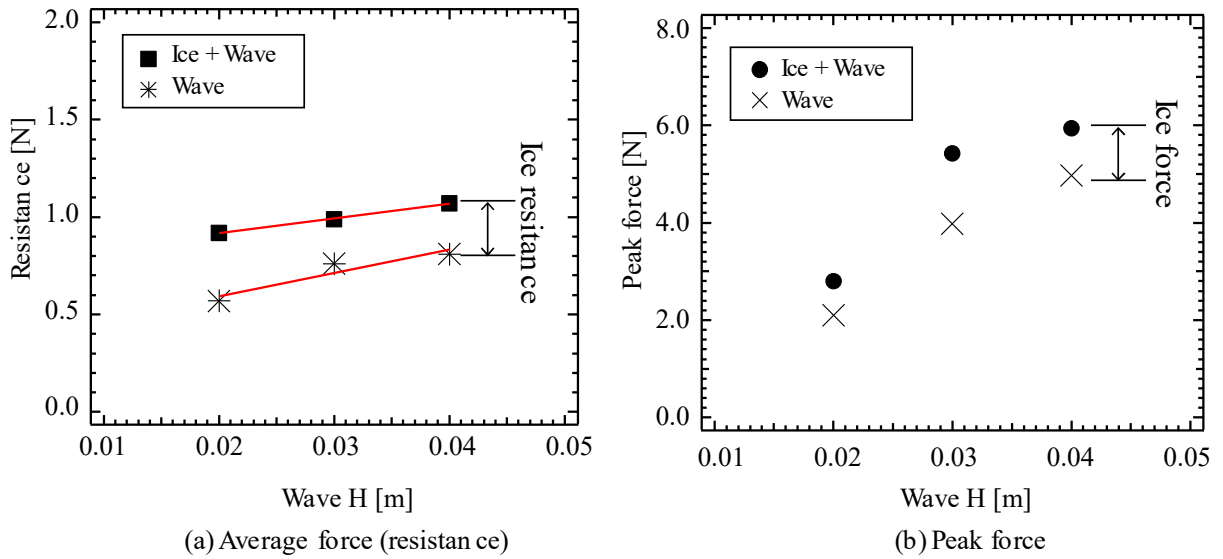 2.0
1.5
1.0
0.5
0.0
Resistan ce [N]
Ice + Wave
Wave
Ice resitan ce
0.01 0.02 0.03 0.04 0.05
Wave H [m]
(a) Average force (resistan ce)
8.0
6.0
4.0
2.0
0.0
Peak force [N]
Ice + Wave
Wave
Ice force
0.01 0.02 0.03 0.04 0.05
Wave H [m]
(b) Peak force